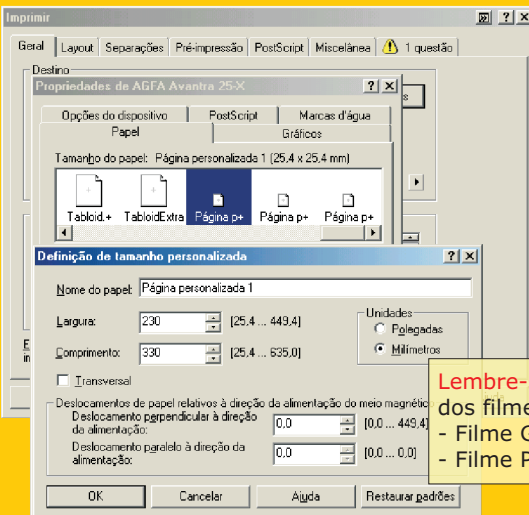 Imprimir
Geral Layout Separações Pré-impressão PostScript Miscelânea 1 questão
Destino
Propriedades de AGFA Avantra 25-X
Opções do dispositivo PostScript Marcas d'água
Papel Gráficos
Tamanho do papel: Página personalizada 1 (25,4 x 25,4 mm)
Tabloid.+ TabloidExtra Página p+ Página p+ Página p+
Definição de tamanho personalizada
Nome do papel: Página personalizada 1
Largura: 230 [25,4 ... 449,4]
Unidades
Polegadas
Comprimento: 330 [25,4 ... 635,0]
Milímetros
Transversal
Lembre-
dos filme
- Filme
- Filme
Deslocamentos de papel relativos à direção da alimentação do meio magnético
Deslocamento perpendicular à direção
da alimentação: 0,0 [0,0 ... 449,4]
Deslocamento paralelo à direção da
alimentação: 0,0 [0,0 ... 0,0]
OK Cancelar Ajuda Restaurar padrões